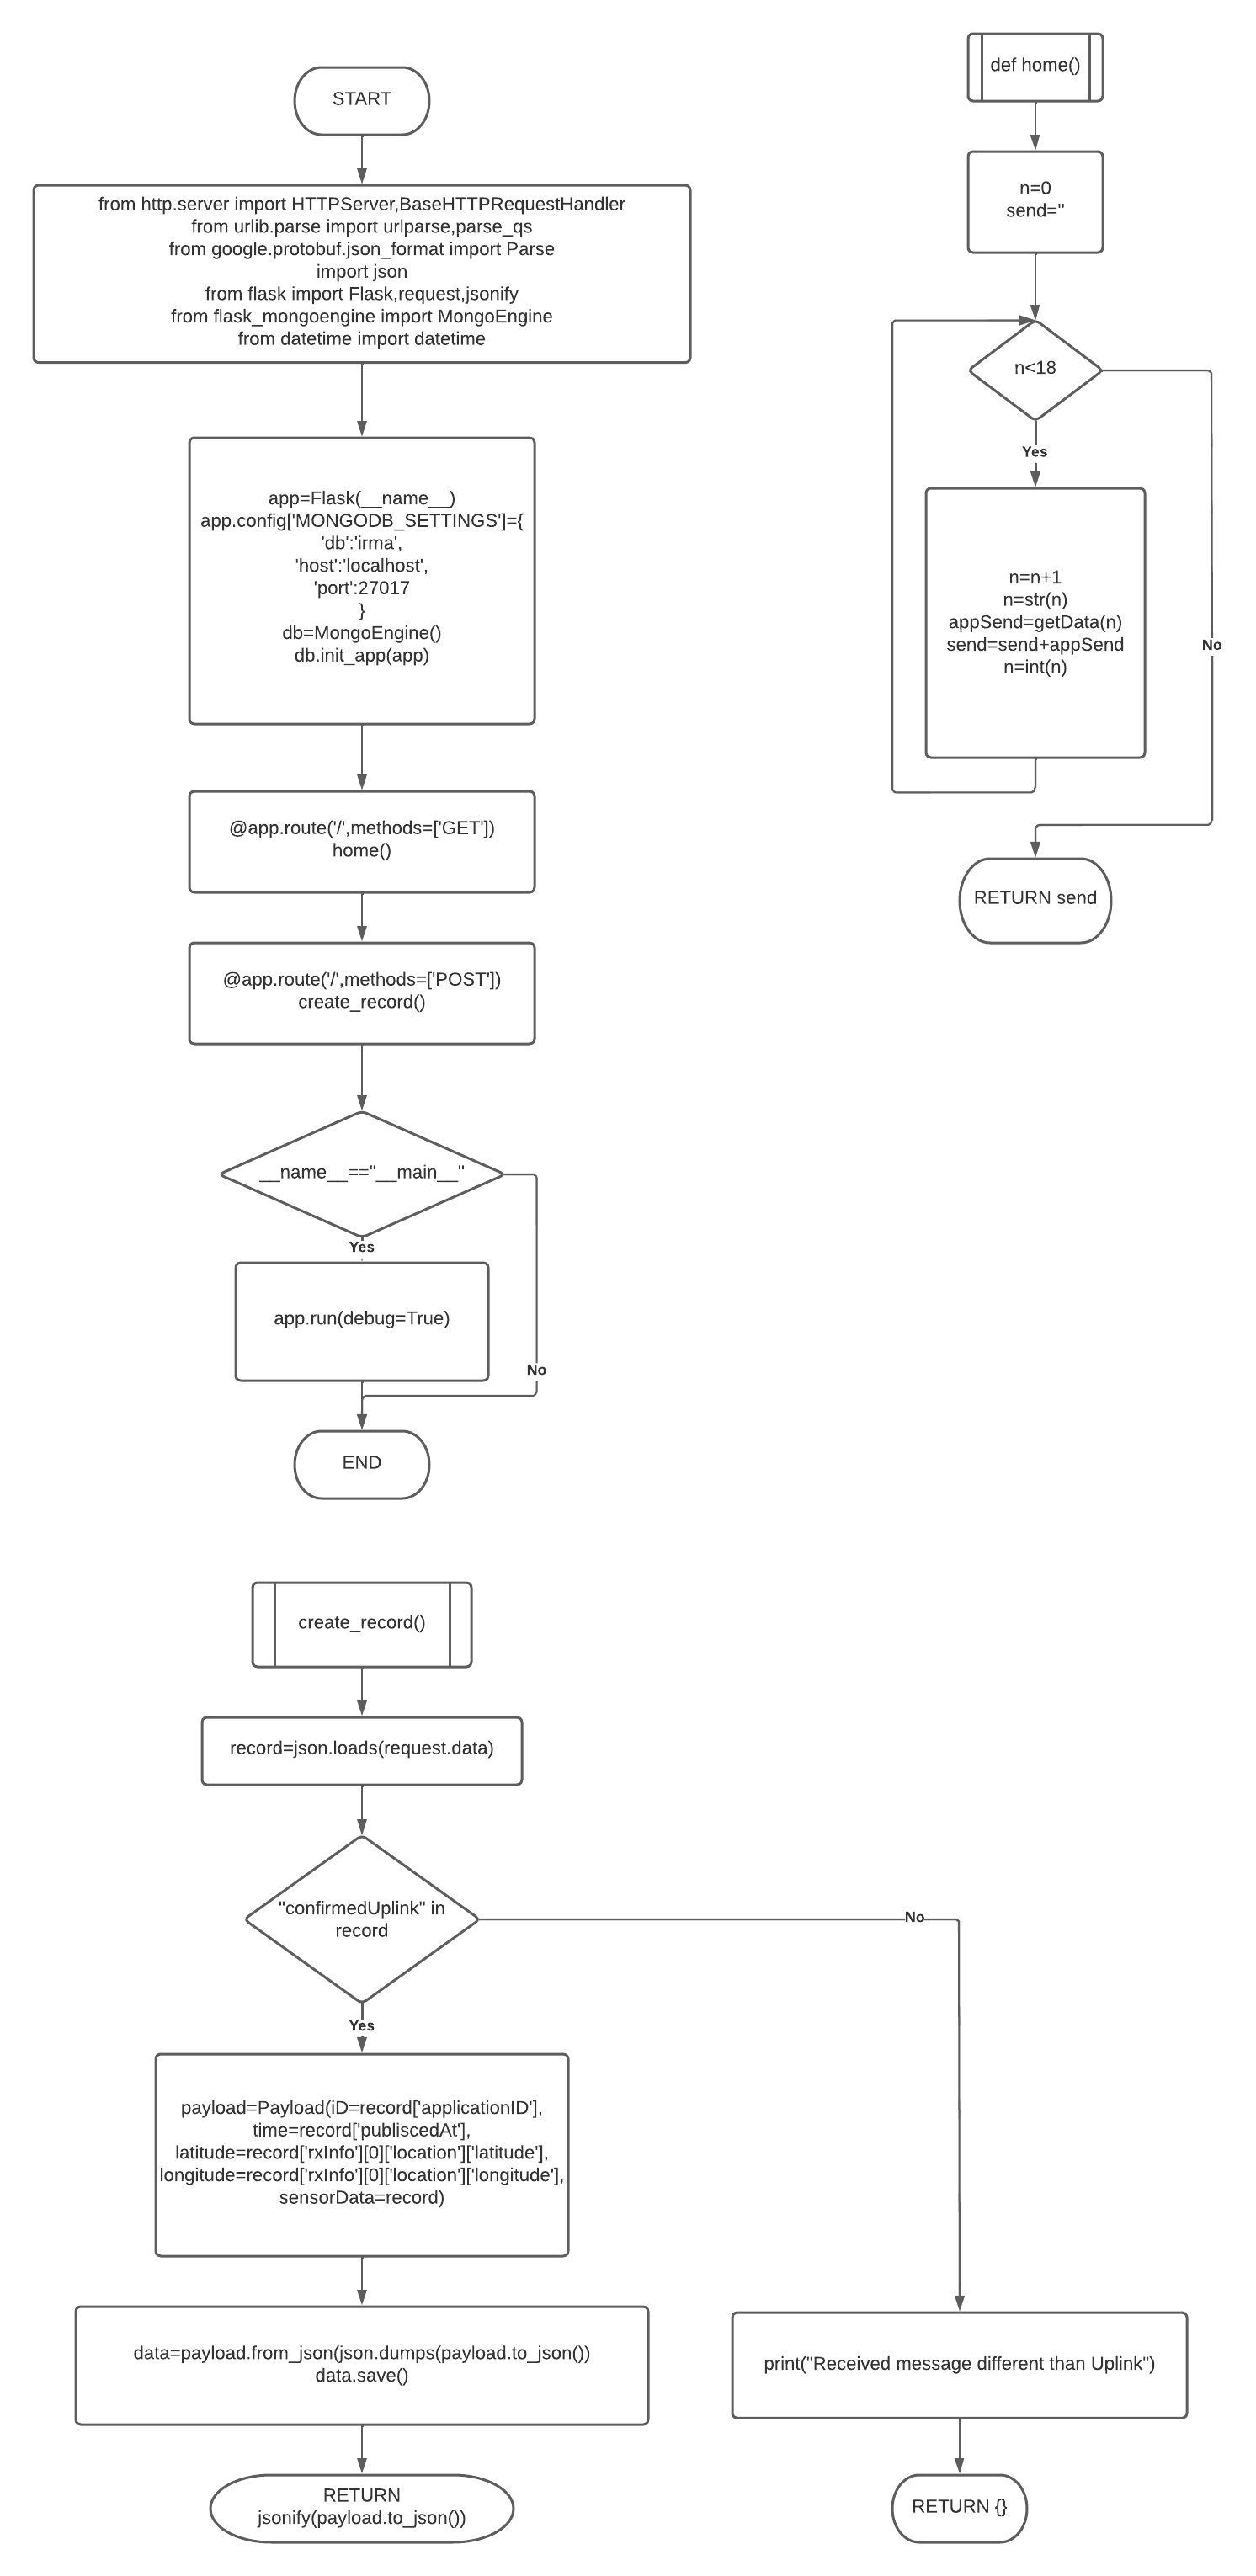 START
from http.server import HTTPServer,BaseHTTPRequestHandler
from urlib.parse import urlparse,parse_qs
from google.protobuf.json_format import Parse
import json
from flask import Flask,request,jsonify
from flask_mongoengine import MongoEngine
from datetime import datetime
app=Flask(__name__)
app.config['MONGODB_SETTINGS']={
'db':'irma',
'host':'localhost',
'port':27017
}
db=MongoEngine()
db.init_app(app)
@app.route('/',methods=['GET'])
home()
@app.route('/',methods=['POST'])
create_record()
__name__=="__main__"
Yes
app.run(debug=True)
No
END
def home()
n=0
send=''
n<18
Yes
n=n+1
n=str(n)
appSend=getData(n)
send=send+appSend
n=int(n)
No
RETURN send
create_record()
record=json.loads(request.data)
"confirmedUplink" in
record
No
Yes
payload=Payload(iD=record['applicationID'],
time=record['publiscedAt'],
latitude=record['rxInfo'][0]['location']['latitude'],
longitude=record['rxInfo'][0]['location']['longitude'],
sensorData=record)
data=payload.from_json(json.dumps(payload.to_json())
data.save()
print("Received message different than Uplink")
RETURN
jsonify(payload.to_json())
RETURN {}